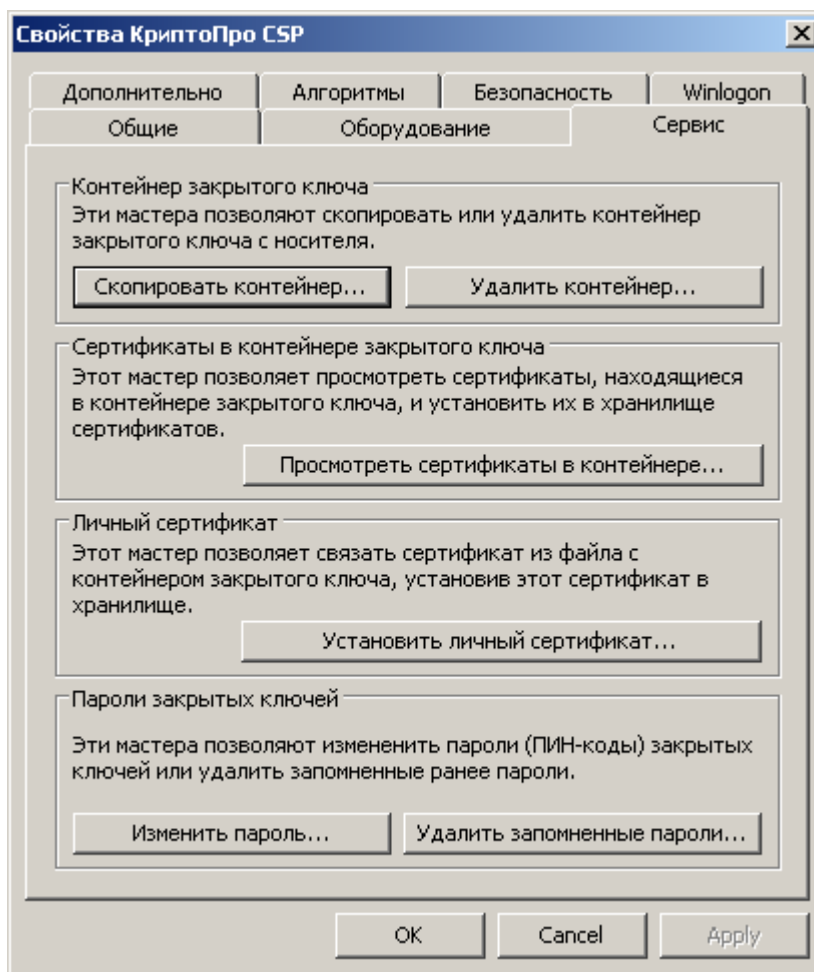 Свойства КриптоПро CSP
Дополнительно Алгоритмы Безопасность Winlogon
Общие Оборудование Сервис
Контейнер закрытого ключа
Эти мастера позволяют скопировать или удалить контейнер
закрытого ключа с носителя.
Скопировать контейнер... Удалить контейнер...
Сертификаты в контейнере закрытого ключа
Этот мастер позволяет просмотреть сертификаты, находящиеся
в контейнере закрытого ключа, и установить их в хранилище
сертификатов.
Просмотреть сертификаты в контейнере...
Личный сертификат
Этот мастер позволяет связать сертификат из файла с
контейнером закрытого ключа, установив этот сертификат в
хранилище.
Установить личный сертификат...
Пароли закрытых ключей
Эти мастера позволяют измененить пароли (ПИН-коды) закрытых
ключей или удалить запомненные ранее пароли.
Изменить пароль... Удалить запомненные пароли...
OK Cancel Apply